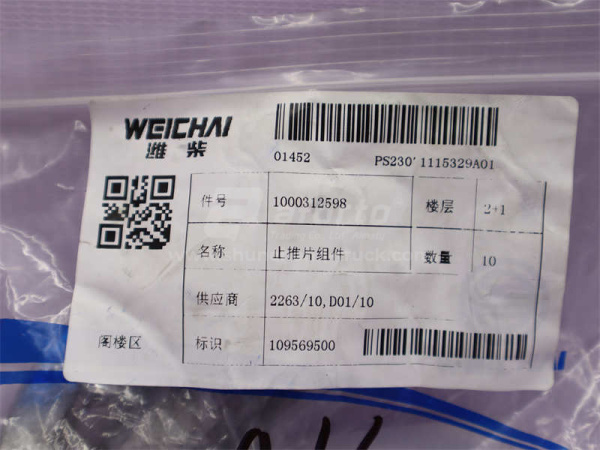 WEICHAI
潍柴
01452 PS230*1115329A01
件号 1000312598 楼层 2+1
名称 止推片组件 数量 10
供应商 2263/10,D01/10
阁楼区 标识 109569500